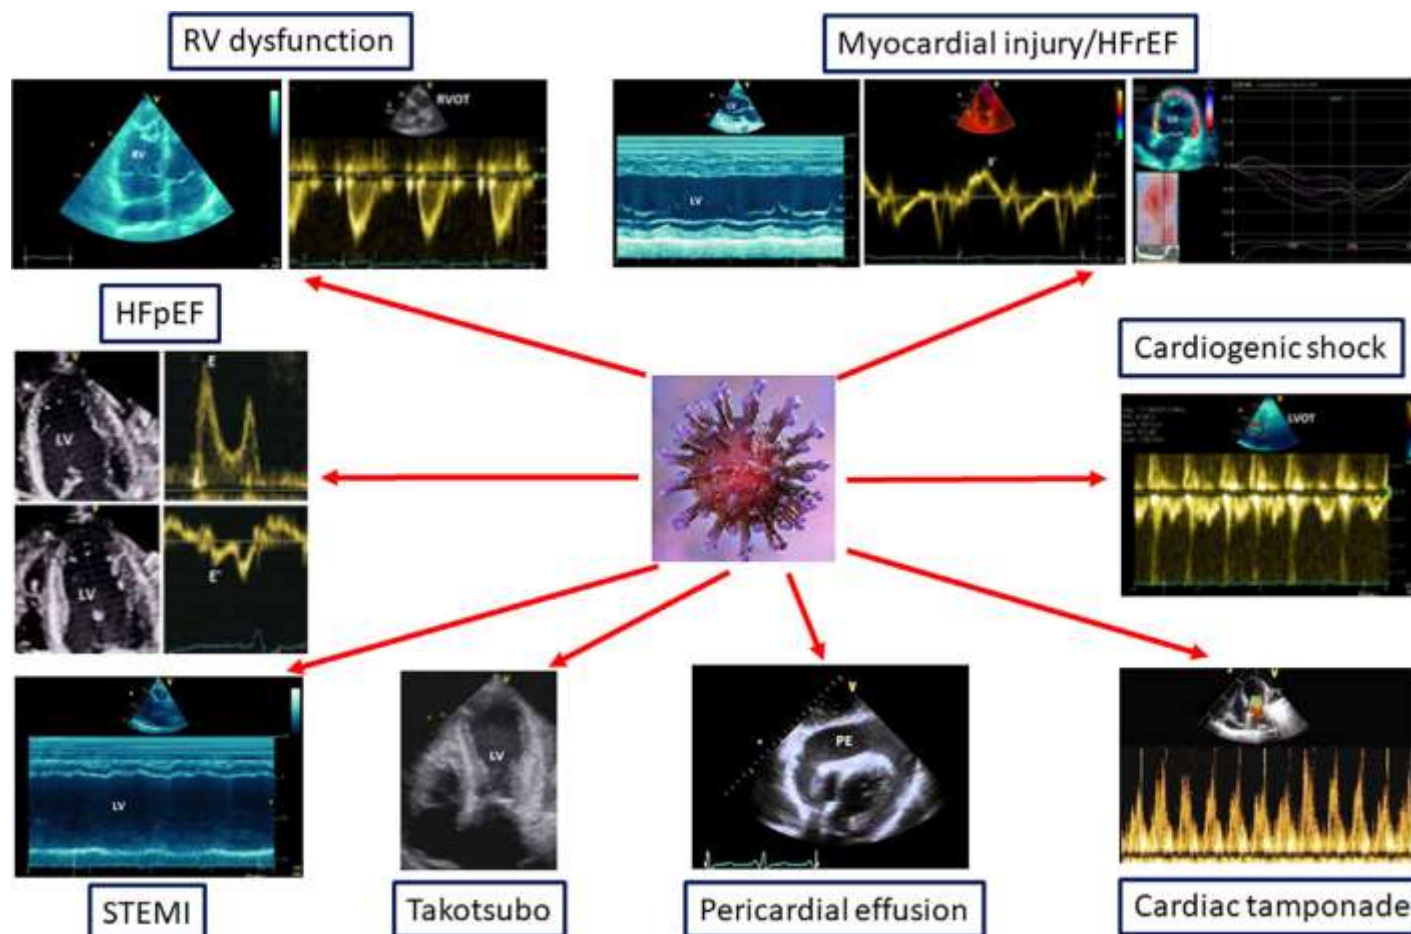 RV dysfunction
Myocardial injury/HFrEF
RV
RVOT
LV
LV
E'
HFpEF
Cardiogenic shock
E
LV
LVOT
LV
E'
LV
LV
PE
STEMI
Takotsubo
Pericardial effusion
Cardiac tamponade